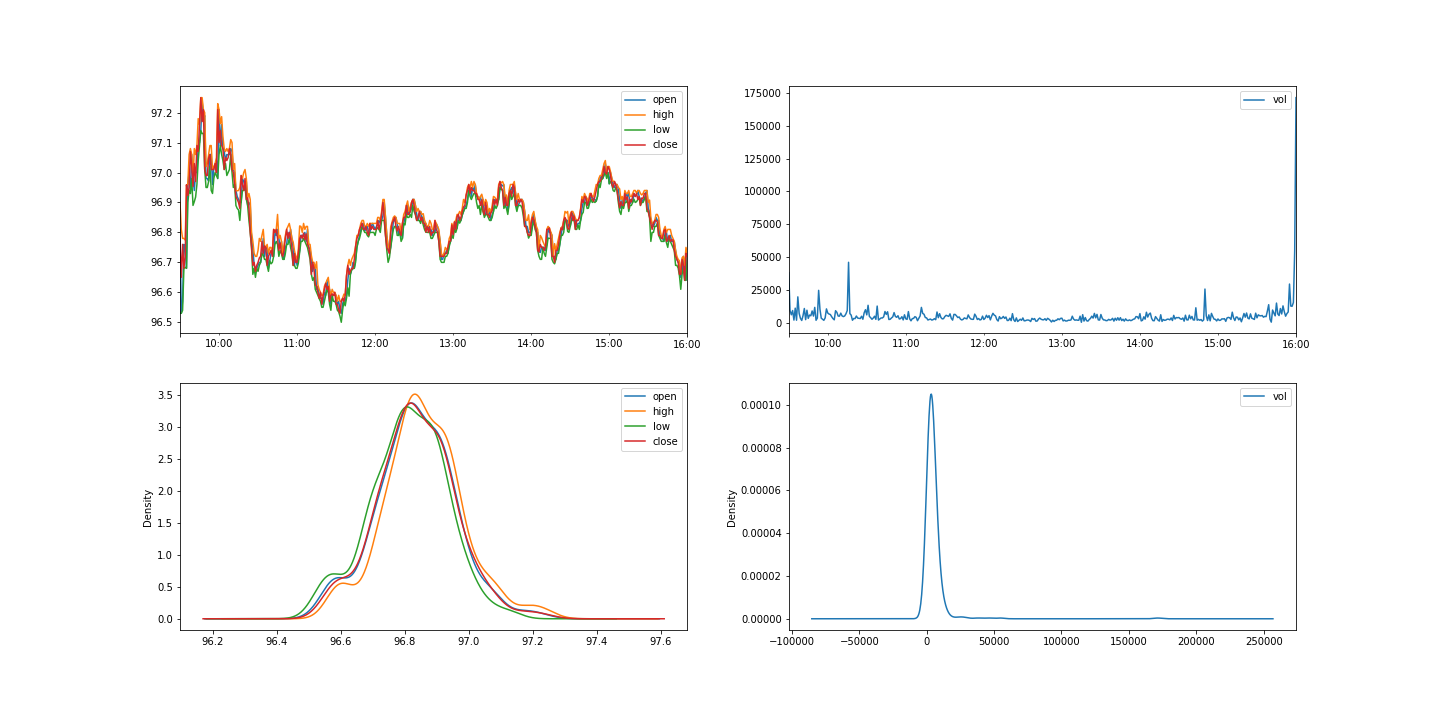 97.2
97.1
97.0
96.9
96.8
96.7
96.6
96.5
10:00 11:00 12:00 13:00 14:00 15:00 16:00
open
high
low
close
175000
150000
125000
100000
75000
50000
25000
0
10:00 11:00 12:00 13:00 14:00 15:00 16:00
vol
Density
3.5
3.0
2.5
2.0
1.5
1.0
0.5
0.0
96.2 96.4 96.6 96.8 97.0 97.2 97.4 97.6
open
high
low
close
Density
0.00010
0.00008
0.00006
0.00004
0.00002
0.00000
−100000 −50000 0 50000 100000 150000 200000 250000
vol